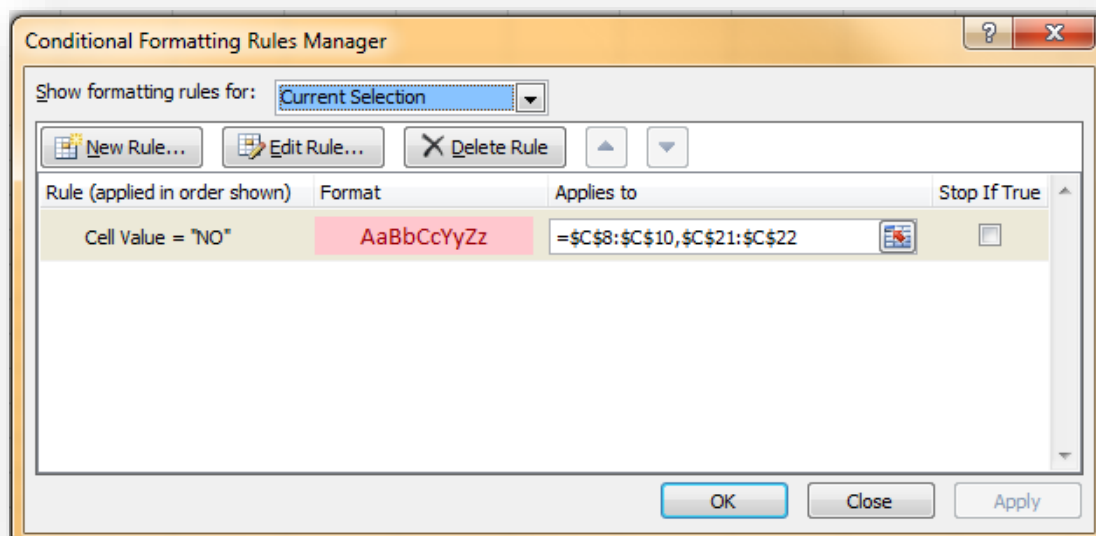 Conditional Formatting Rules Manager
Show formatting rules for: Current Selection
New Rule... Edit Rule... Delete Rule
Rule (applied in order shown) Format Applies to Stop If True
Cell Value = "NO" AaBbCcYyZz =$C$8:$C$10,$C$21:$C$22
OK Close Apply